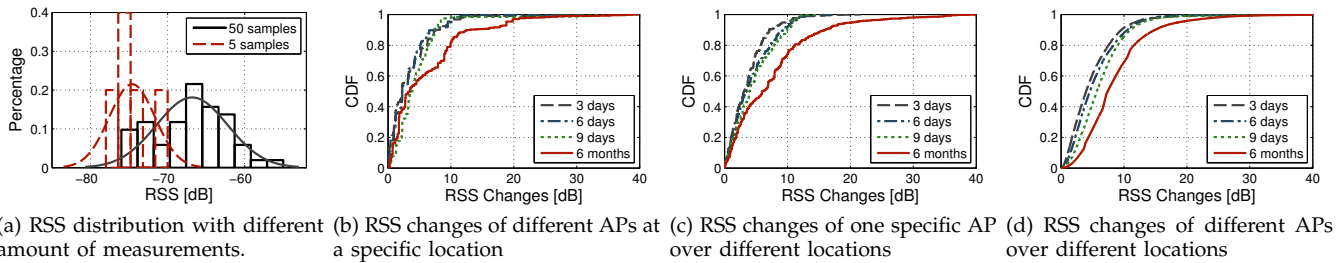 0.4
0.3
0.2
0.1
0
−80
−70
−60
Percentage
RSS [dB]
50 samples
5 samples
1
0.8
0.6
0.4
0.2
0
0
10
20
30
40
CDF
RSS Changes [dB]
3 days
6 days
9 days
6 months
1
0.8
0.6
0.4
0.2
0
0
10
20
30
40
CDF
RSS Changes [dB]
3 days
6 days
9 days
6 months
1
0.8
0.6
0.4
0.2
0
0
10
20
30
40
CDF
RSS Changes [dB]
3 days
6 days
9 days
6 months
(a) RSS distribution with different
amount of measurements.
(b) RSS changes of different APs at
a specific location
(c) RSS changes of one specific AP
over different locations
(d) RSS changes of different APs
over different locations